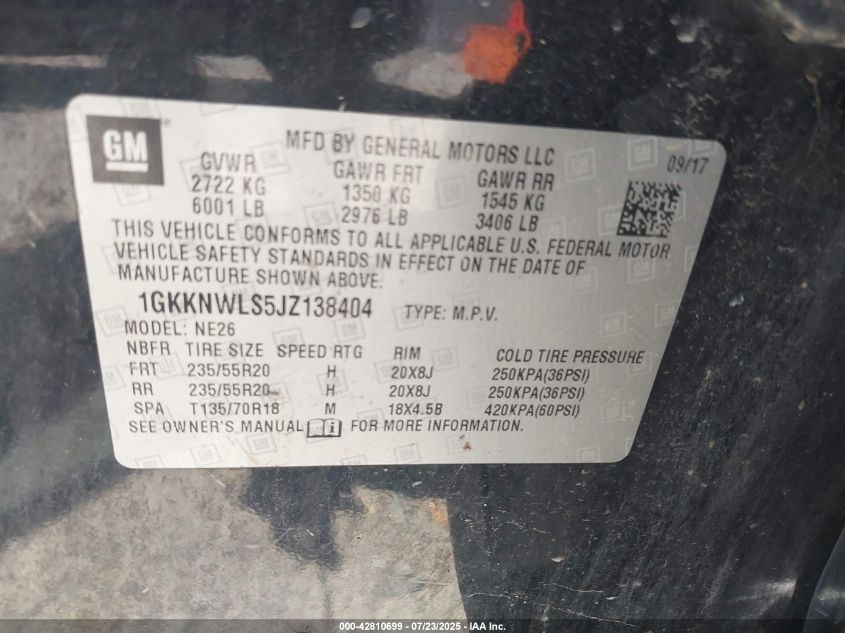 GM
MFD BY GENERAL MOTORS LLC
09/17
GVWR GAWR FRT GAWR RR
2722 KG 1350 KG 1545 KG
6001 LB 2976 LB 3406 LB
THIS VEHICLE CONFORMS TO ALL APPLICABLE U.S. FEDERAL MOTOR
VEHICLE SAFETY STANDARDS IN EFFECT ON THE DATE OF
MANUFACTURE SHOWN ABOVE.
1GKKNWLS5JZ138404 TYPE: M.P.V.
MODEL: NE26
NBFR TIRE SIZE SPEED RTG RIM COLD TIRE PRESSURE
FRT 235/55R20 H 20X8J 250KPA(36PSI)
RR 235/55R20 H 20X8J 250KPA(36PSI)
SPA T135/70R18 M 18X4.5B 420KPA(60PSI)
SEE OWNER'S MANUAL FOR MORE INFORMATION.
000-42810699 - 07/23/2025 - IAA Inc.